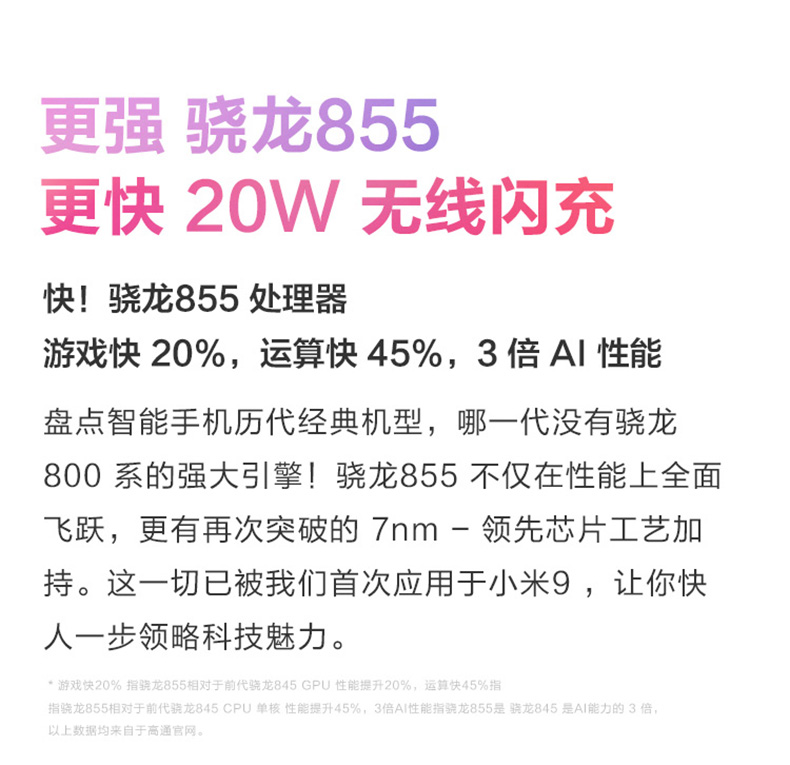 更强 骁龙855
更快 20W 无线闪充
快！骁龙855 处理器
游戏快 20%，运算快 45%，3 倍 AI 性能
盘点智能手机历代经典机型，哪一代没有骁龙
800 系的强大引擎！骁龙855 不仅在性能上全面
飞跃，更有再次突破的 7nm – 领先芯片工艺加
持。这一切已被我们首次应用于小米9 ，让你快
人一步领略科技魅力。
* 游戏快20% 指骁龙855相对于前代骁龙845 GPU 性能提升20%，运算快45%指
指骁龙855相对于前代骁龙845 CPU 单核 性能提升45%，3倍AI性能指骁龙855是 骁龙845 是AI能力的 3 倍，
以上数据均来自于高通官网。